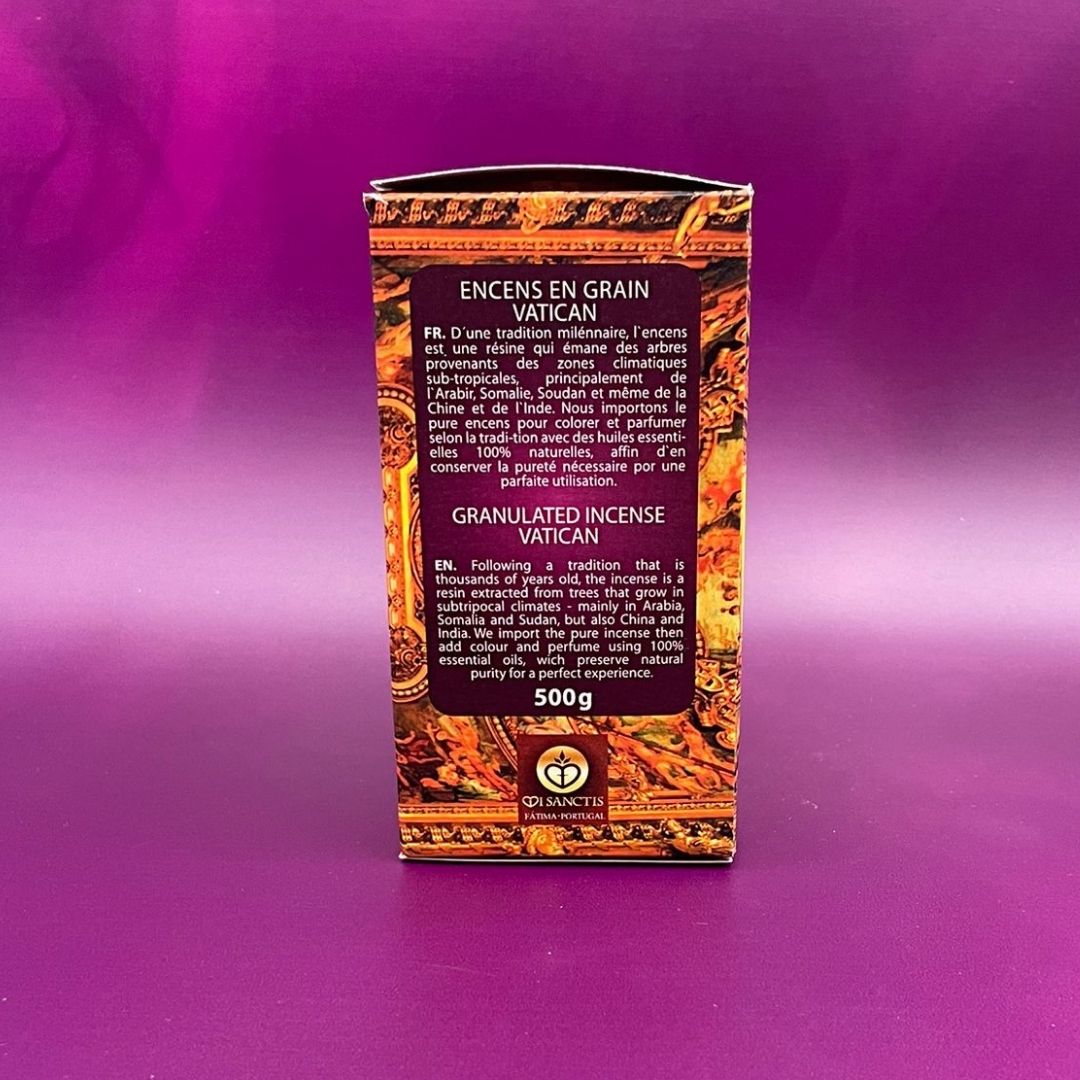 ENCENS EN GRAIN
VATICAN
FR. D´une tradition milénnaire, l`encens
est une résine qui émane des arbres
provenants des zones climatiques
sub-tropicales, principalement de
l`Arabir, Somalie, Soudan et même de la
Chine et de l`Inde. Nous importons le
pure encens pour colorer et parfumer
selon la tradi-tion avec des huiles essenti-
elles 100% naturelles, affin d`en
conserver la pureté nécessaire por une
parfaite utilisation.
GRANULATED INCENSE
VATICAN
EN. Following a tradition that is
thousands of years old, the incense is a
resin extracted from trees that grow in
subtripocal climates - mainly in Arabia,
Somalia and Sudan, but also China and
India. We import the pure incense then
add colour and perfume using 100%
essential oils, wich preserve natural
purity for a perfect experience.
500g
MI SANCTIS
FÁTIMA·PORTUGAL